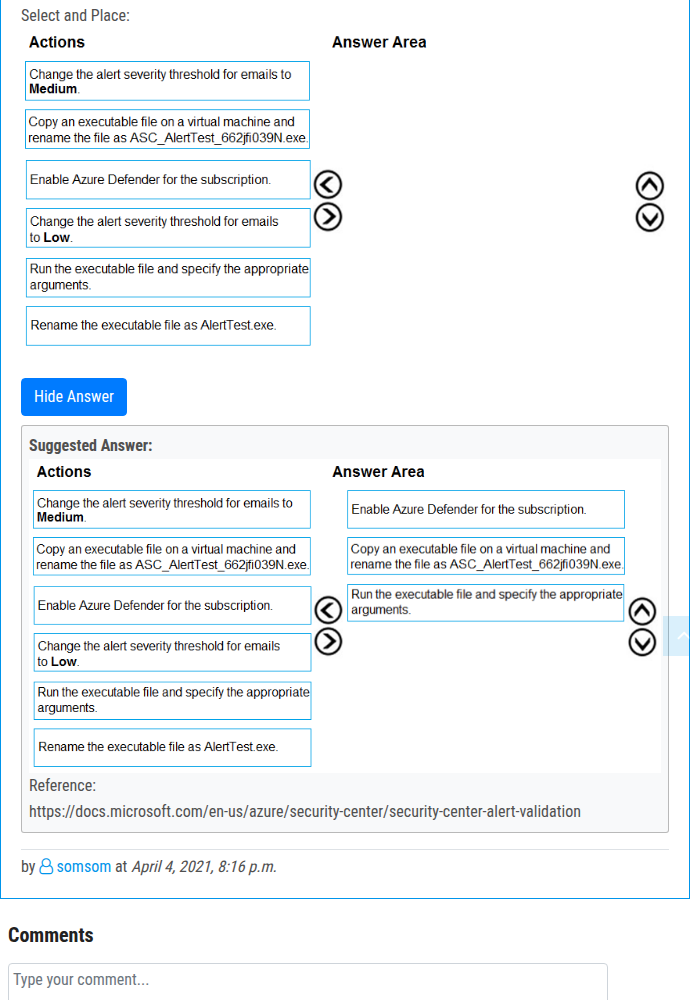 Select and Place:
Actions
Answer Area
Change the alert severity threshold for emails to
Medium.
Copy an executable file on a virtual machine and
rename the file as ASC_AlertTest_662jfi039N.exe.
Enable Azure Defender for the subscription.
Change the alert severity threshold for emails
to Low.
Run the executable file and specify the appropriate
arguments.
Rename the executable file as AlertTest.exe.
Hide Answer
Suggested Answer:
Actions
Answer Area
Change the alert severity threshold for emails to
Medium.
Copy an executable file on a virtual machine and
rename the file as ASC_AlertTest_662jfi039N.exe.
Enable Azure Defender for the subscription.
Change the alert severity threshold for emails
to Low.
Run the executable file and specify the appropriate
arguments.
Rename the executable file as AlertTest.exe.
Enable Azure Defender for the subscription.
Copy an executable file on a virtual machine and
rename the file as ASC_AlertTest_662jfi039N.exe.
Run the executable file and specify the appropriate
arguments.
Reference:
https://docs.microsoft.com/en-us/azure/security-center/security-center-alert-validation
by somsom at April 4, 2021, 8:16 p.m.
Comments
Type your comment...